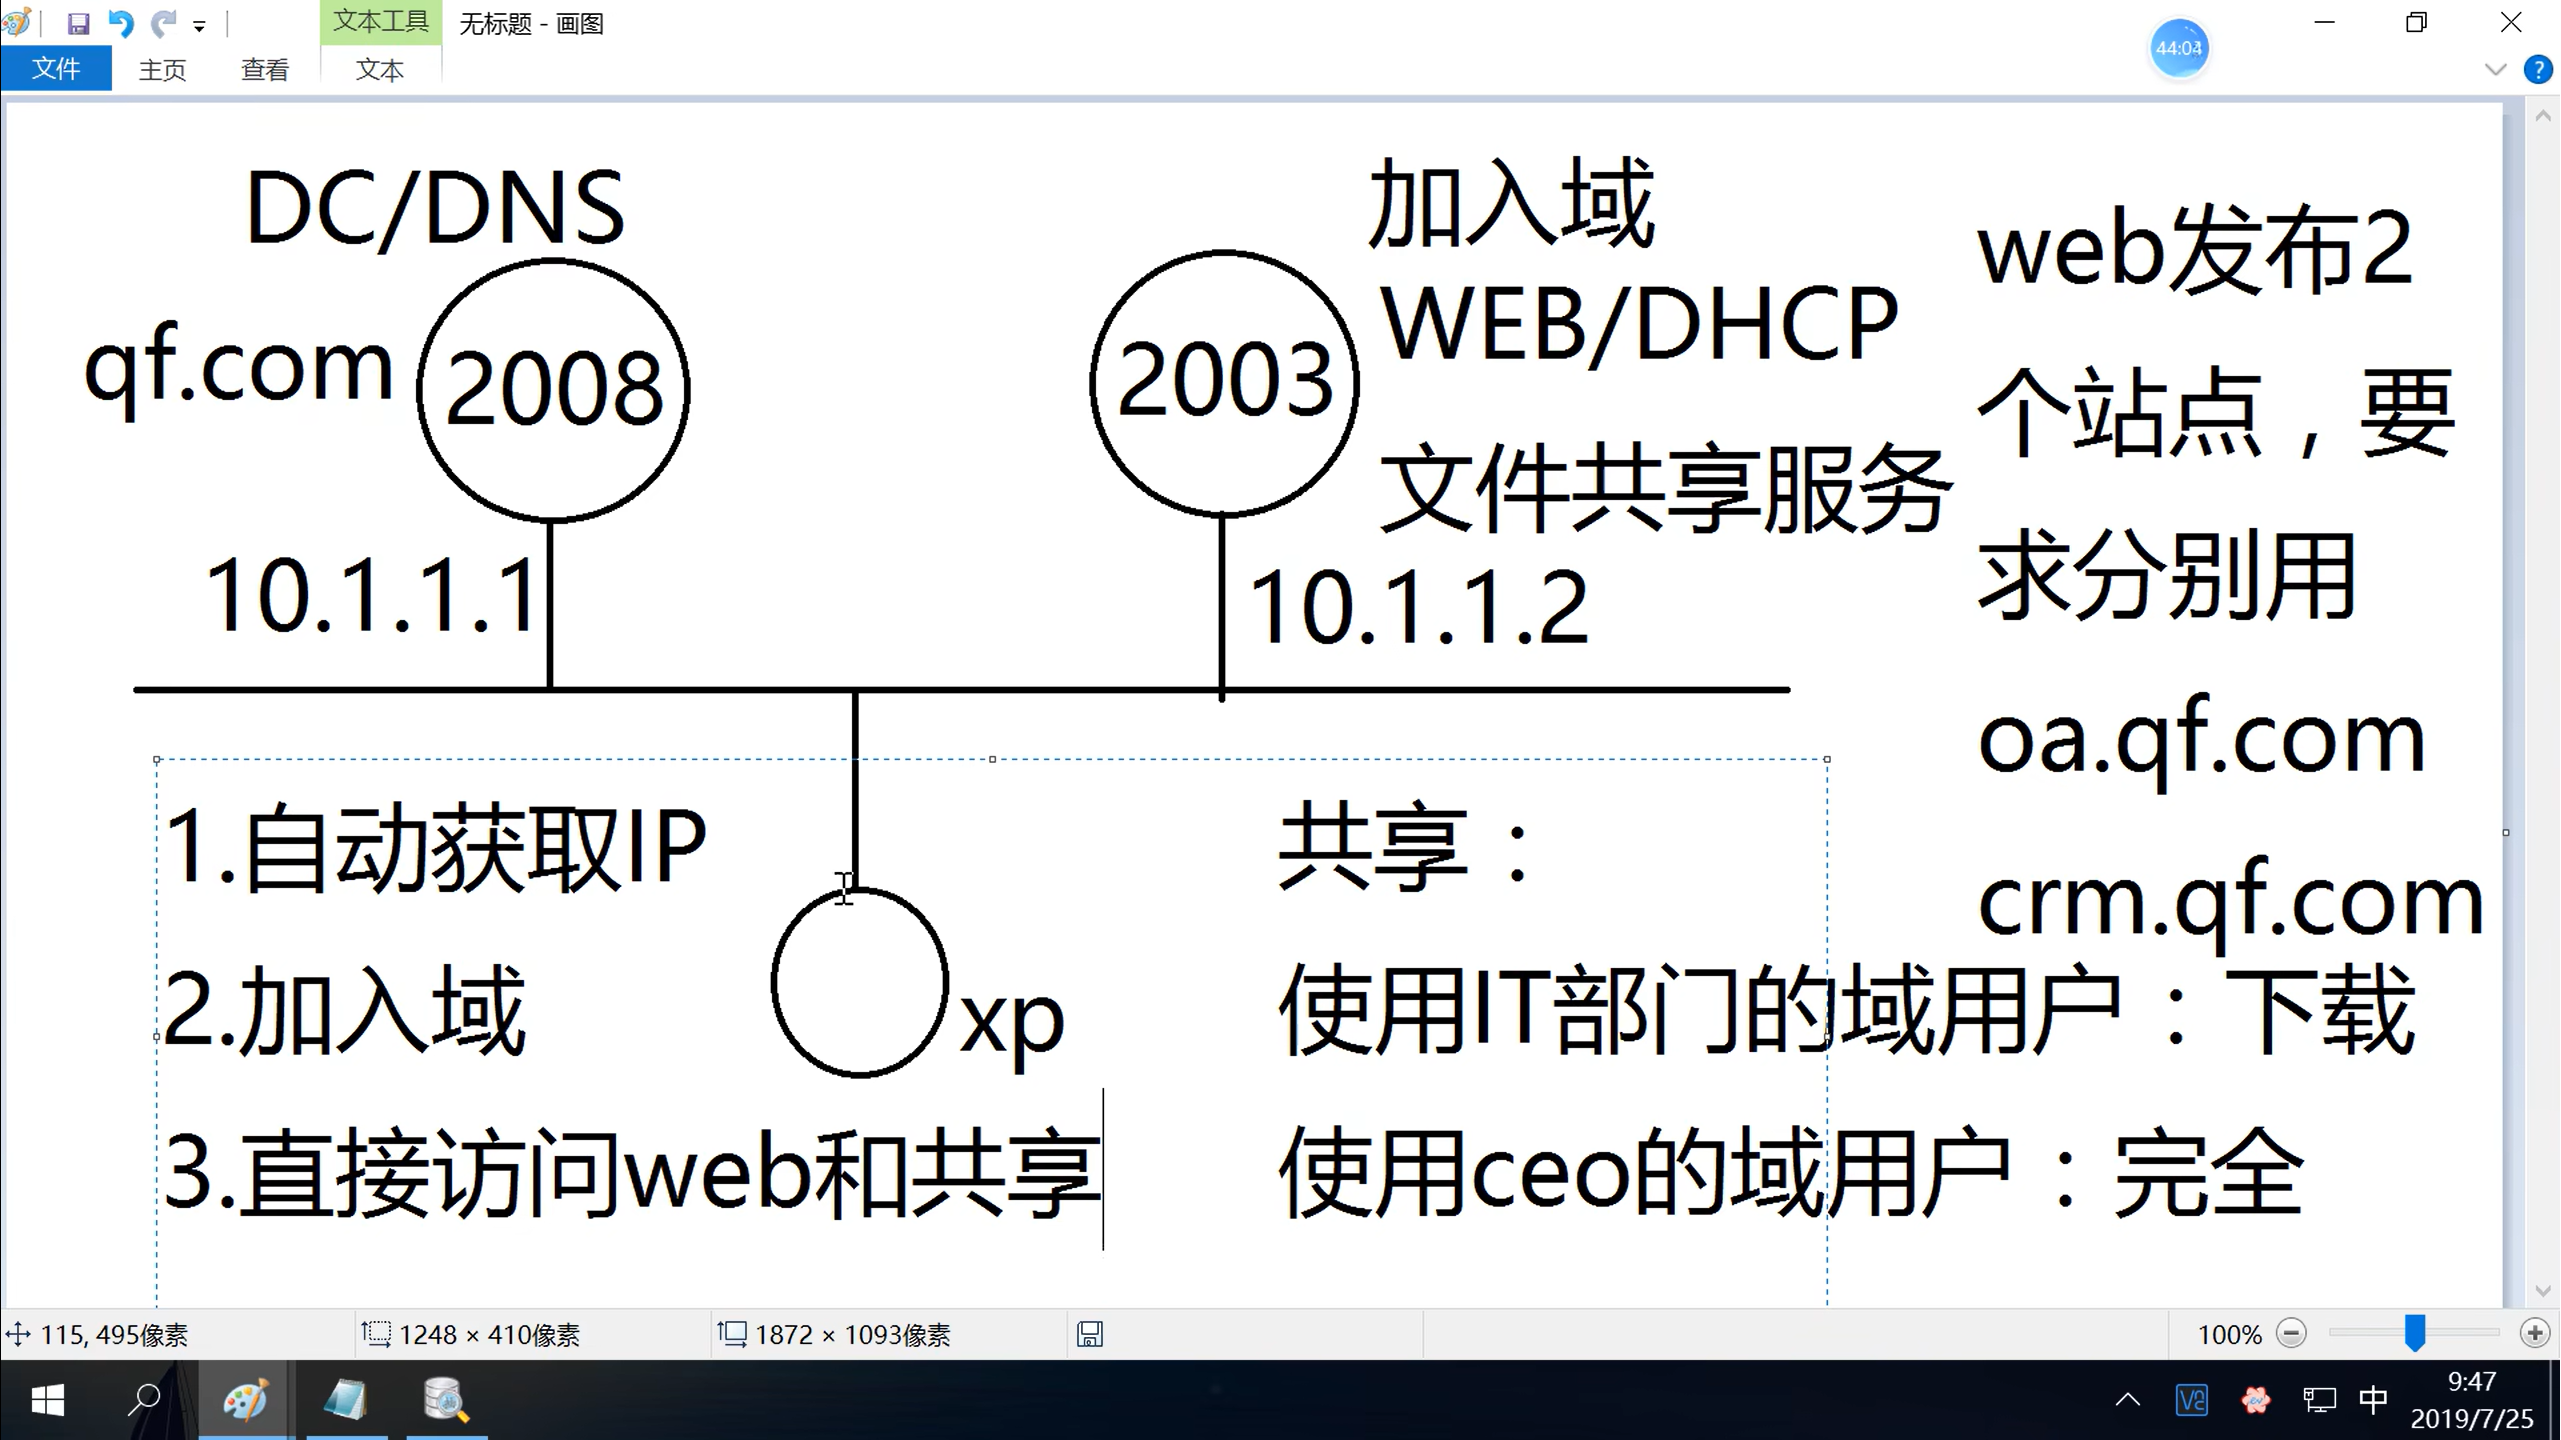 文本工具
无标题 - 画图
44:04
文件
主页
查看
文本
DC/DNS
qf.com
2008
10.1.1.1
加入域
WEB/DHCP
2003
文件共享服务
10.1.1.2
web发布2
个站点，要
求分别用
oa.qf.com
crm.qf.com
1.自动获取IP
2.加入域
3.直接访问web和共享
xp
共享：
使用IT部门的域用户：下载
使用ceo的域用户：完全
115, 495像素
1248 × 410像素
1872 × 1093像素
100%
中
9:47
2019/7/25